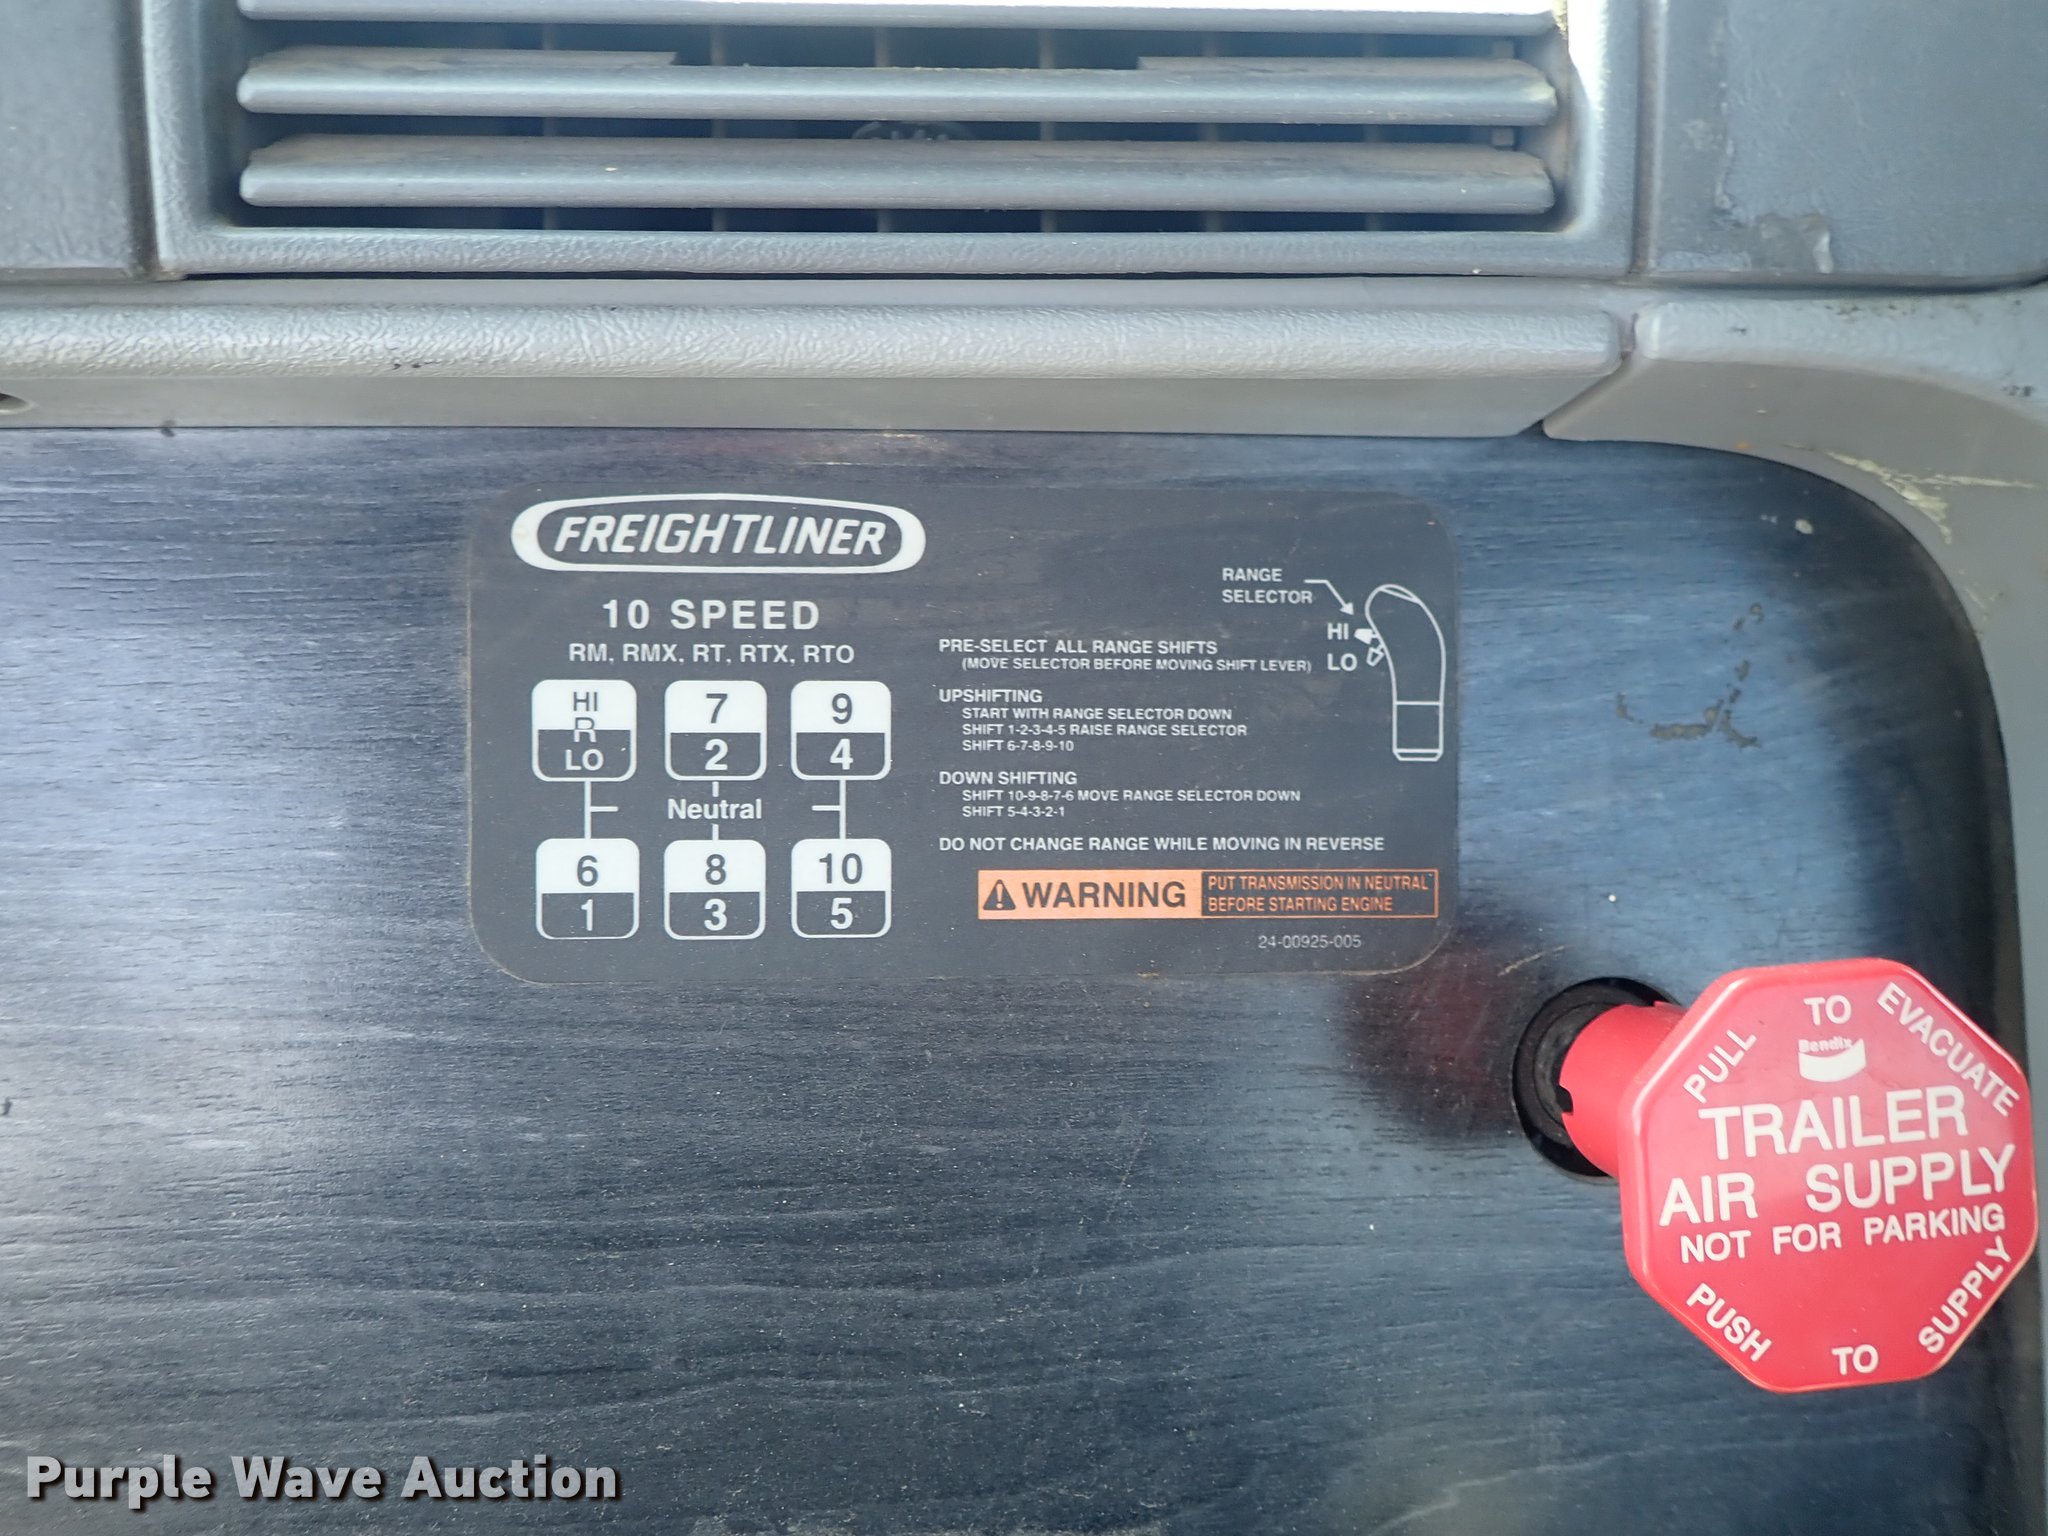 FREIGHTLINER
10 SPEED
RM, RMX, RT, RTX, RTO
HI
R
LO
7
2
9
4
Neutral
6
1
8
3
10
5
RANGE
SELECTOR
HI
LO
PRE-SELECT ALL RANGE SHIFTS
(MOVE SELECTOR BEFORE MOVING SHIFT LEVER)
UPSHIFTING
START WITH RANGE SELECTOR DOWN
SHIFT 1-2-3-4-5 RAISE RANGE SELECTOR
SHIFT 6-7-8-9-10
DOWN SHIFTING
SHIFT 10-9-8-7-6 MOVE RANGE SELECTOR DOWN
SHIFT 5-4-3-2-1
DO NOT CHANGE RANGE WHILE MOVING IN REVERSE
WARNING
PUT TRANSMISSION IN NEUTRAL
BEFORE STARTING ENGINE
24-00925-005
PULL TO EVACUATE
Bendix
TRAILER
AIR SUPPLY
NOT FOR PARKING
PUSH TO SUPPLY
Purple Wave Auction